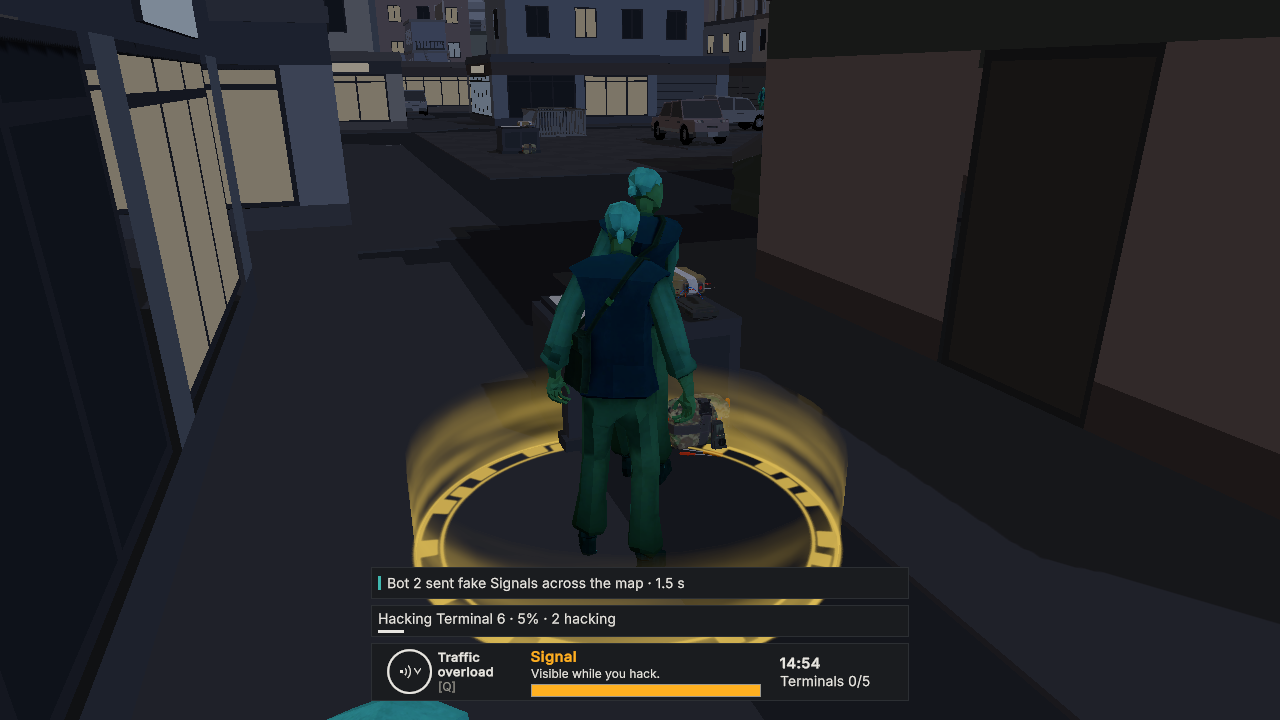 Bot 2 sent fake Signals across the map · 1.5 s
Hacking Terminal 6 · 5% · 2 hacking
Traffic
overload
[Q]
Signal
Visible while you hack.
14:54
Terminals 0/5